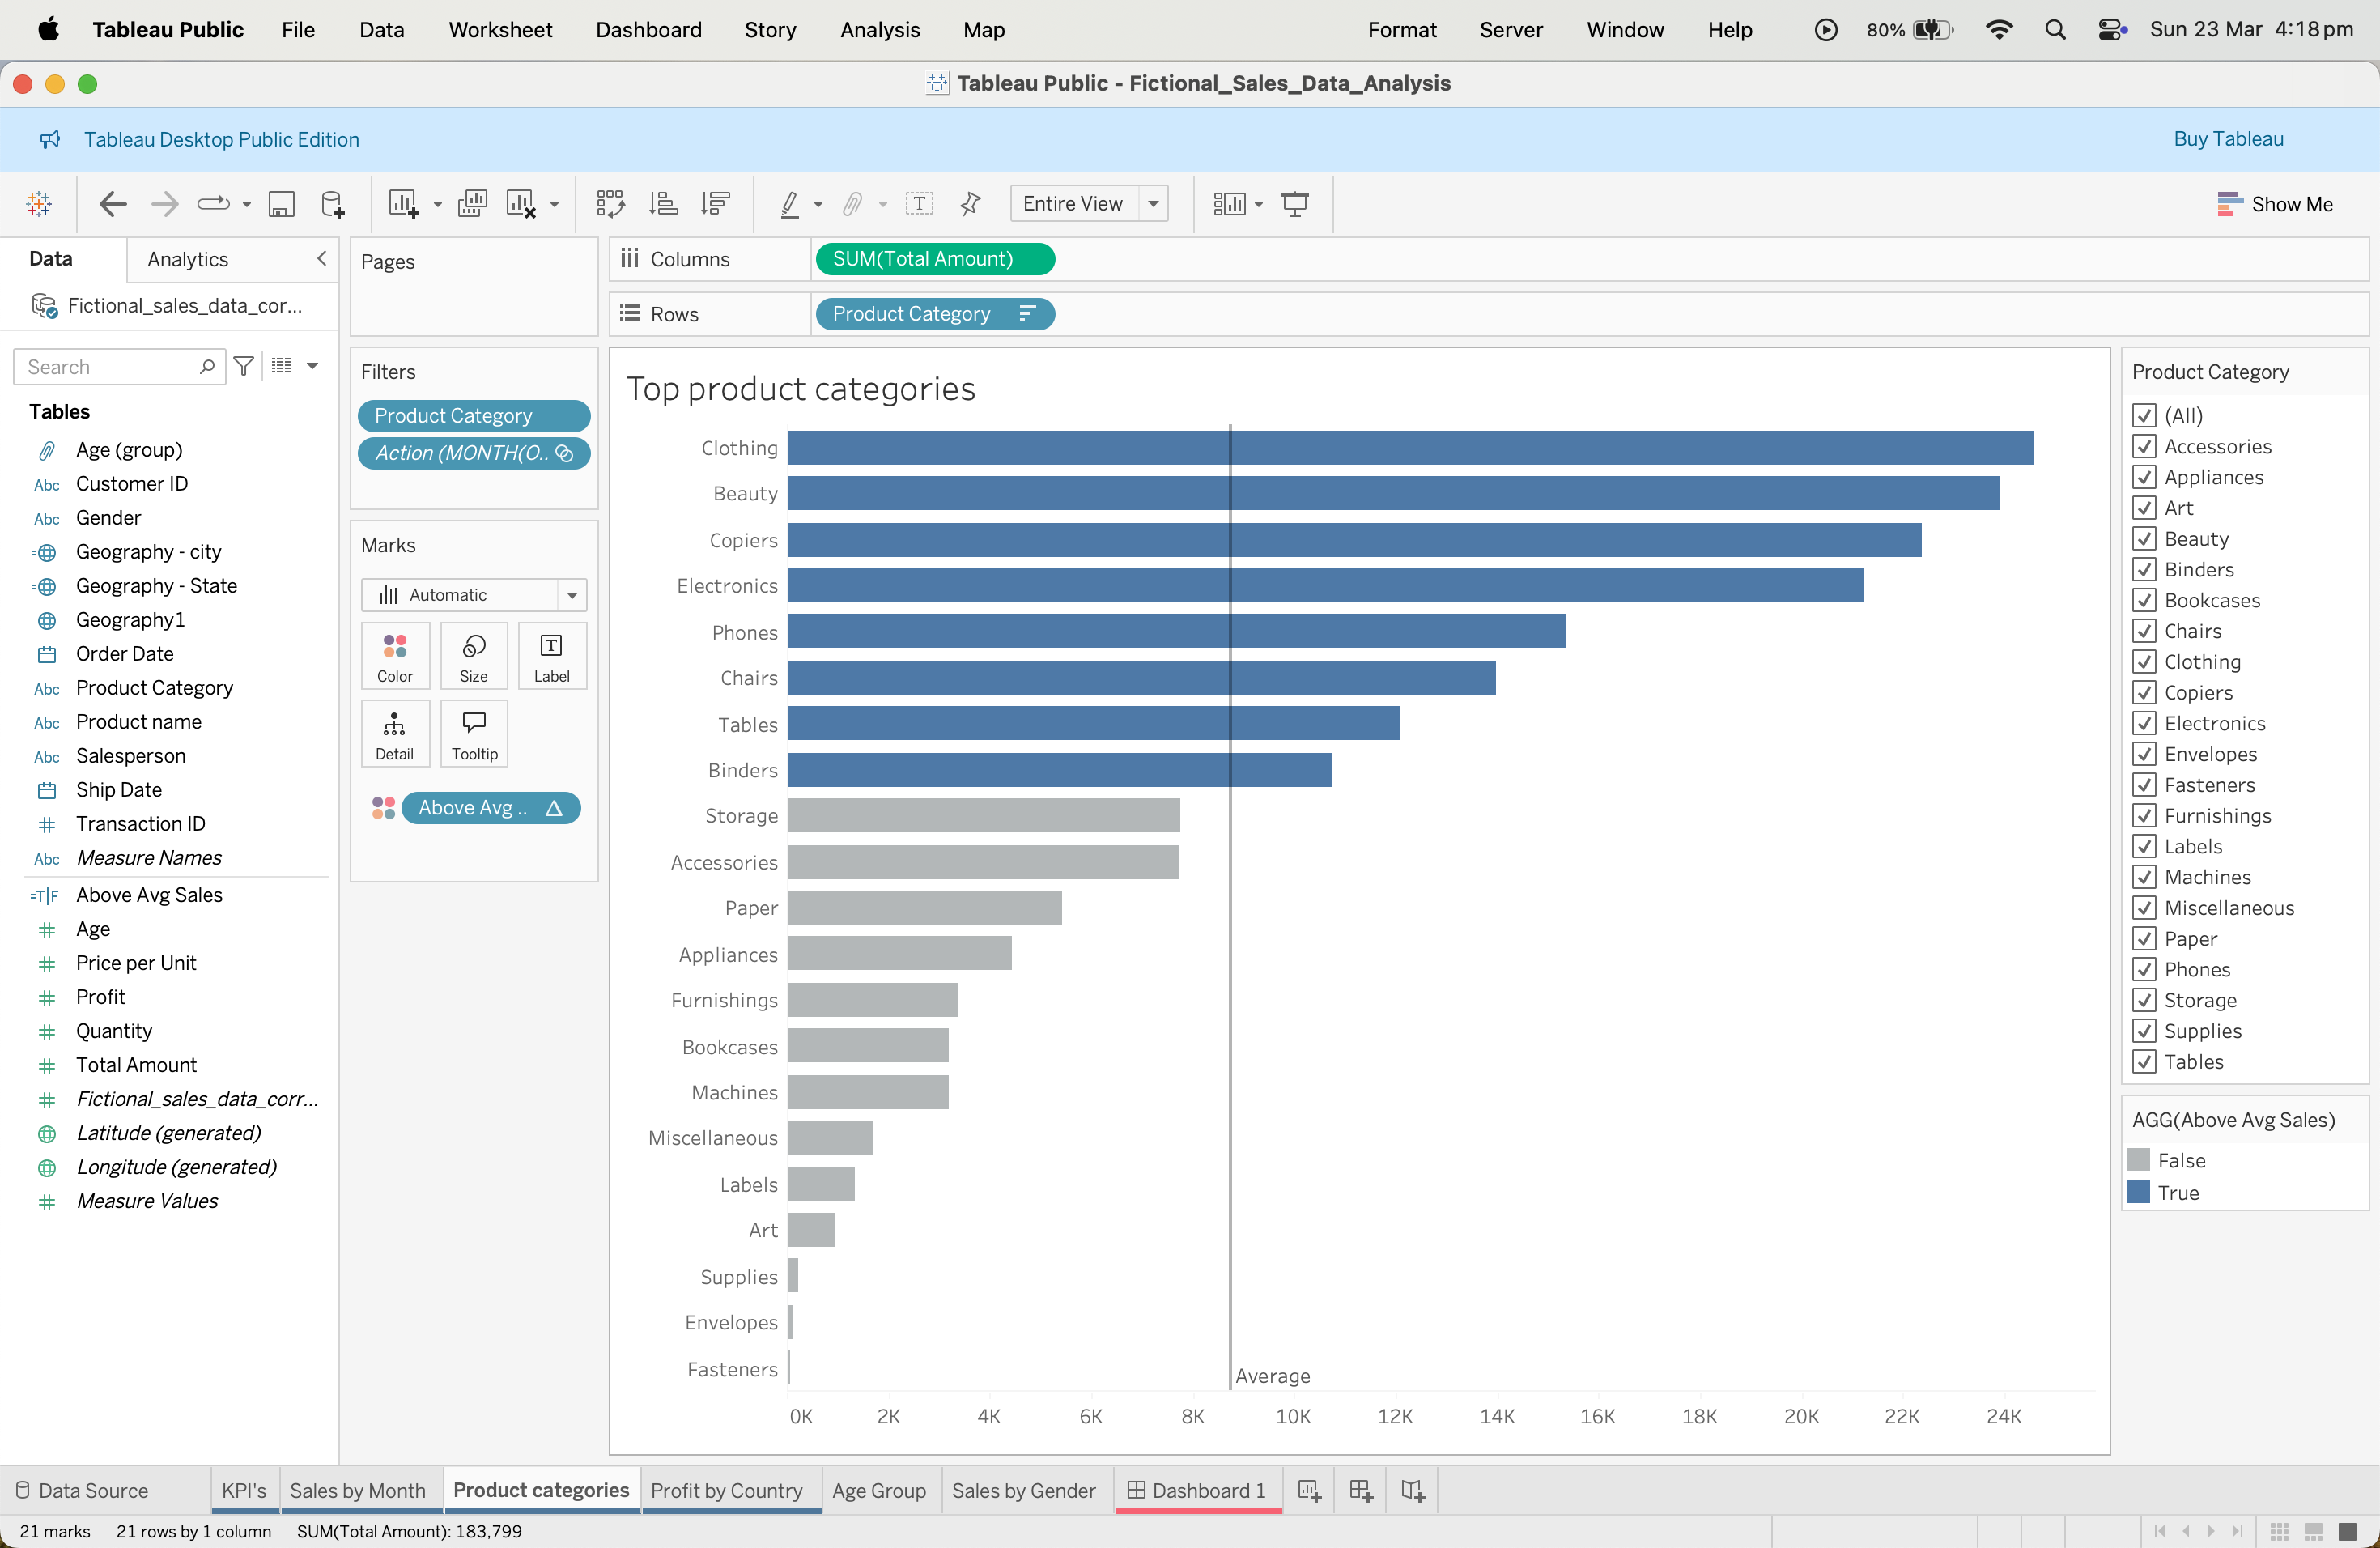 Tableau Public File Data Worksheet Dashboard Story Analysis Map Format Server Window Help 80% Sun 23 Mar 4:18 pm
Tableau Public - Fictional_Sales_Data_Analysis
Tableau Desktop Public Edition Buy Tableau
Entire View Show Me
Data Analytics
Fictional_sales_data_cor...
Search
Tables
Age (group)
Abc Customer ID
Abc Gender
Geography - city
Geography - State
Geography1
Order Date
Abc Product Category
Abc Product name
Abc Salesperson
Ship Date
# Transaction ID
Abc Measure Names
=T|F Above Avg Sales
# Age
# Price per Unit
# Profit
# Quantity
# Total Amount
# Fictional_sales_data_corr...
Latitude (generated)
Longitude (generated)
# Measure Values
Pages
Filters
Product Category
Action (MONTH(O..
Marks
Automatic
Color Size Label
Detail Tooltip
Above Avg ..
Columns SUM(Total Amount)
Rows Product Category
Top product categories
Clothing
Beauty
Copiers
Electronics
Phones
Chairs
Tables
Binders
Storage
Accessories
Paper
Appliances
Furnishings
Bookcases
Machines
Miscellaneous
Labels
Art
Supplies
Envelopes
Fasteners
Average
0K 2K 4K 6K 8K 10K 12K 14K 16K 18K 20K 22K 24K
Product Category
(All)
Accessories
Appliances
Art
Beauty
Binders
Bookcases
Chairs
Clothing
Copiers
Electronics
Envelopes
Fasteners
Furnishings
Labels
Machines
Miscellaneous
Paper
Phones
Storage
Supplies
Tables
AGG(Above Avg Sales)
False
True
Data Source KPI's Sales by Month Product categories Profit by Country Age Group Sales by Gender Dashboard 1
21 marks 21 rows by 1 column SUM(Total Amount): 183,799